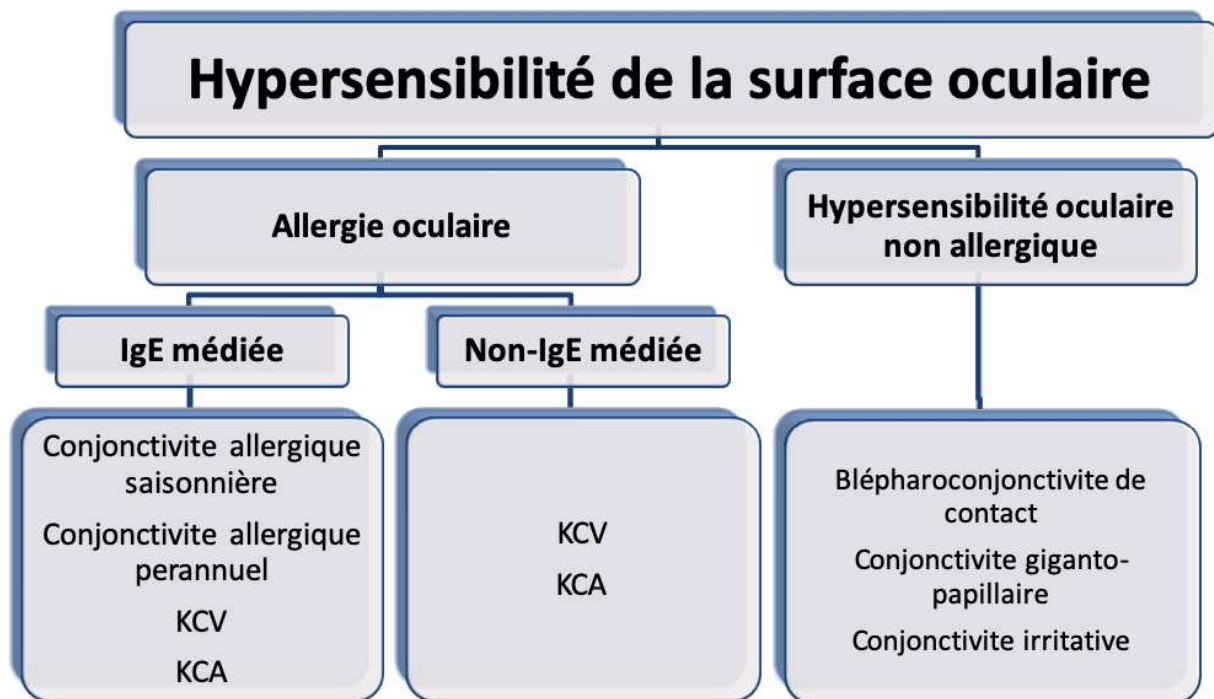 Hypersensibilité de la surface oculaire
Allergie oculaire
Hypersensibilité oculaire
non allergique
IgE médiée
Non-IgE médiée
Conjonctivite allergique
saisonnière
Conjonctivite allergique
perannuel
KCV
KCA
KCV
KCA
Blépharoconjonctivite de
contact
Conjonctivite giganto-
papillaire
Conjonctivite irritative